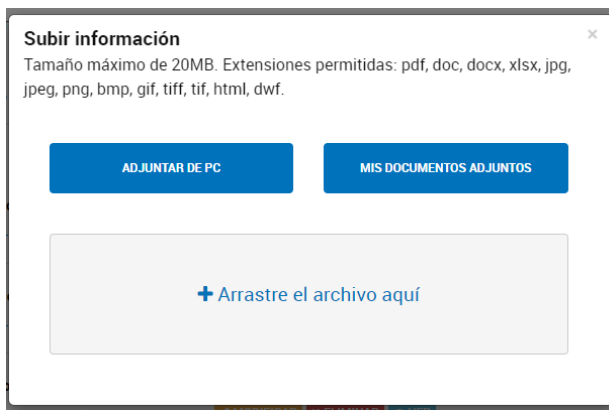 Subir información
×
Tamaño máximo de 20MB. Extensiones permitidas: pdf, doc, docx, xlsx, jpg,
jpeg, png, bmp, gif, tiff, tif, html, dwf.
ADJUNTAR DE PC
MIS DOCUMENTOS ADJUNTOS
+ Arrastre el archivo aquí